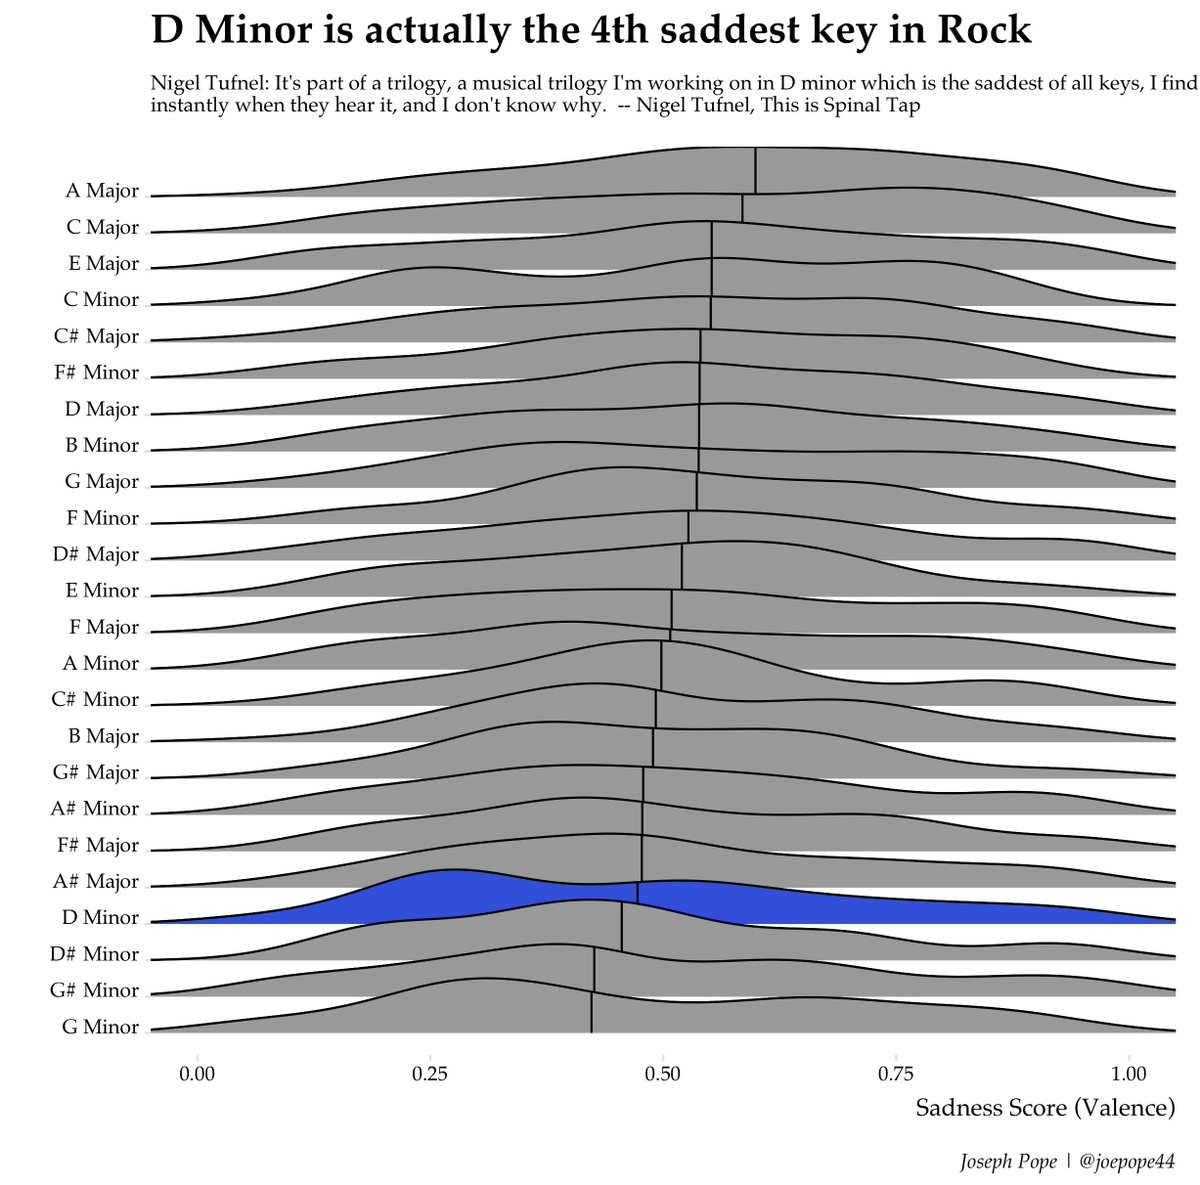 D Minor is actually the 4th saddest key in Rock
Nigel Tufnel: It's part of a trilogy, a musical trilogy I'm working on in D minor which is the saddest of all keys, I find
instantly when they hear it, and I don't know why.  -- Nigel Tufnel, This is Spinal Tap
A Major
C Major
E Major
C Minor
C# Major
F# Minor
D Major
B Minor
G Major
F Minor
D# Major
E Minor
F Major
A Minor
C# Minor
B Major
G# Major
A# Minor
F# Major
A# Major
D Minor
D# Minor
G# Minor
G Minor
0.00 0.25 0.50 0.75 1.00
Sadness Score (Valence)
Joseph Pope | @joepope44